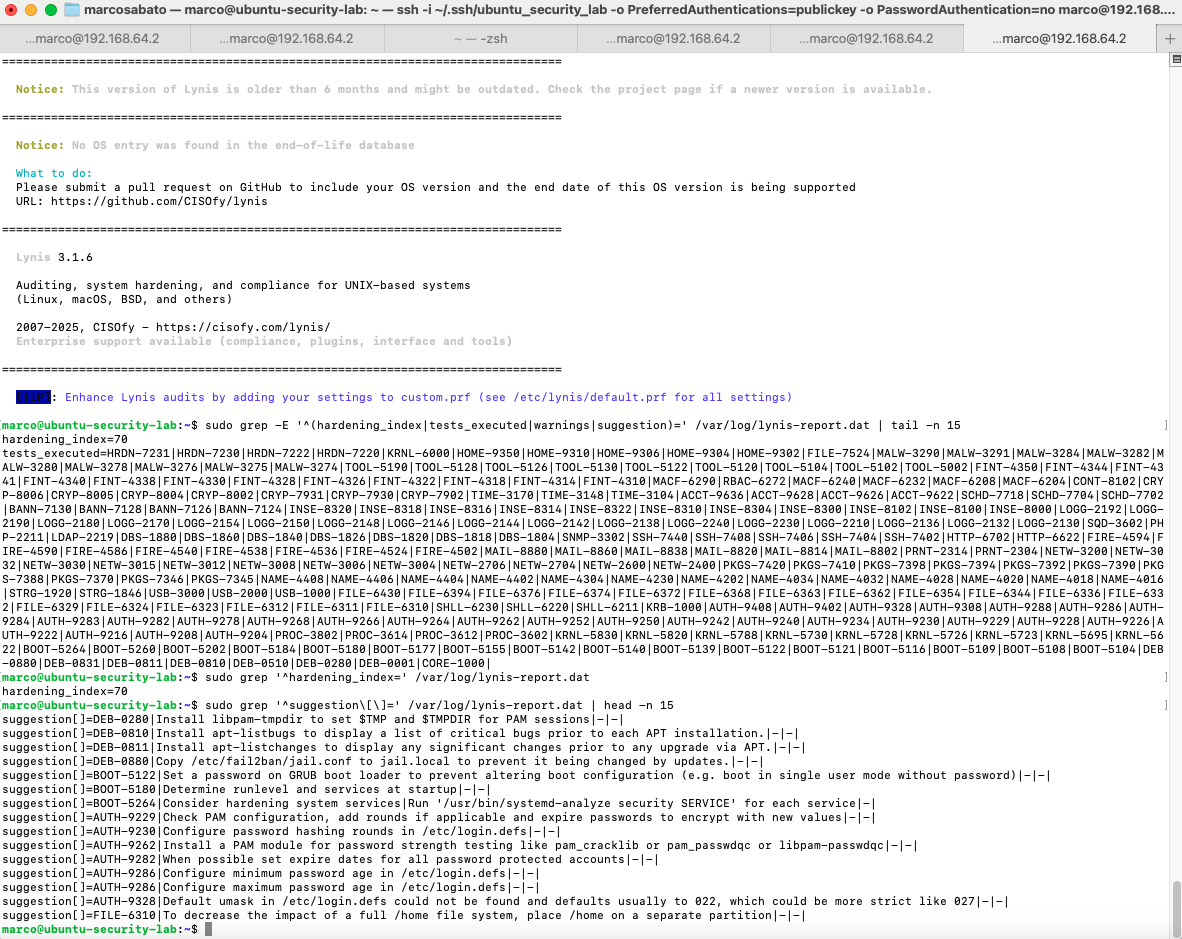 marcosabato — marco@ubuntu-security-lab: ~ — ssh -i ~/.ssh/ubuntu_security_lab -o PreferredAuthentications=publickey -o PasswordAuthentication=no marco@192.168....
...marco@192.168.64.2
...marco@192.168.64.2
~ — -zsh
...marco@192.168.64.2
...marco@192.168.64.2
...marco@192.168.64.2
+
================================================================================
Notice: This version of Lynis is older than 6 months and might be outdated. Check the project page if a newer version is available.
================================================================================
Notice: No OS entry was found in the end-of-life database
What to do:
Please submit a pull request on GitHub to include your OS version and the end date of this OS version is being supported
URL: https://github.com/CISOfy/lynis
================================================================================
Lynis 3.1.6
Auditing, system hardening, and compliance for UNIX-based systems
(Linux, macOS, BSD, and others)
2007-2025, CISOfy - https://cisofy.com/lynis/
Enterprise support available (compliance, plugins, interface and tools)
================================================================================
[TIP]: Enhance Lynis audits by adding your settings to custom.prf (see /etc/lynis/default.prf for all settings)
[marco@ubuntu-security-lab:~$ sudo grep -E '^(hardening_index|tests_executed|warnings|suggestion)=' /var/log/lynis-report.dat | tail -n 15 ]
hardening_index=70
tests_executed=HRDN-7231|HRDN-7230|HRDN-7222|HRDN-7220|KRNL-6000|HOME-9350|HOME-9310|HOME-9306|HOME-9304|HOME-9302|FILE-7524|MALW-3290|MALW-3291|MALW-3284|MALW-3282|M
ALW-3280|MALW-3278|MALW-3276|MALW-3275|MALW-3274|TOOL-5190|TOOL-5128|TOOL-5126|TOOL-5130|TOOL-5122|TOOL-5120|TOOL-5104|TOOL-5102|TOOL-5002|FINT-4350|FINT-4344|FINT-43
41|FINT-4340|FINT-4338|FINT-4330|FINT-4328|FINT-4326|FINT-4322|FINT-4318|FINT-4314|FINT-4310|MACF-6290|RBAC-6272|MACF-6240|MACF-6232|MACF-6208|MACF-6204|CONT-8102|CRY
P-8006|CRYP-8005|CRYP-8004|CRYP-8002|CRYP-7931|CRYP-7930|CRYP-7902|TIME-3170|TIME-3148|TIME-3104|ACCT-9636|ACCT-9628|ACCT-9626|ACCT-9622|SCHD-7718|SCHD-7704|SCHD-7702
|BANN-7130|BANN-7128|BANN-7126|BANN-7124|INSE-8320|INSE-8318|INSE-8316|INSE-8314|INSE-8322|INSE-8310|INSE-8304|INSE-8300|INSE-8102|INSE-8100|INSE-8000|LOGG-2192|LOGG-
2190|LOGG-2180|LOGG-2170|LOGG-2154|LOGG-2150|LOGG-2148|LOGG-2146|LOGG-2144|LOGG-2142|LOGG-2138|LOGG-2240|LOGG-2230|LOGG-2210|LOGG-2136|LOGG-2132|LOGG-2130|SQD-3602|PH
P-2211|LDAP-2219|DBS-1880|DBS-1860|DBS-1840|DBS-1826|DBS-1820|DBS-1818|DBS-1804|SNMP-3302|SSH-7440|SSH-7408|SSH-7406|SSH-7404|SSH-7402|HTTP-6702|HTTP-6622|FIRE-4594|F
IRE-4590|FIRE-4586|FIRE-4540|FIRE-4538|FIRE-4536|FIRE-4524|FIRE-4502|MAIL-8880|MAIL-8860|MAIL-8838|MAIL-8820|MAIL-8814|MAIL-8802|PRNT-2314|PRNT-2304|NETW-3200|NETW-30
32|NETW-3030|NETW-3015|NETW-3012|NETW-3008|NETW-3006|NETW-3004|NETW-2706|NETW-2704|NETW-2600|NETW-2400|PKGS-7420|PKGS-7410|PKGS-7398|PKGS-7394|PKGS-7392|PKGS-7390|PKG
S-7388|PKGS-7370|PKGS-7346|PKGS-7345|NAME-4408|NAME-4406|NAME-4404|NAME-4402|NAME-4304|NAME-4230|NAME-4202|NAME-4034|NAME-4032|NAME-4028|NAME-4020|NAME-4018|NAME-4016
|STRG-1920|STRG-1846|USB-3000|USB-2000|USB-1000|FILE-6430|FILE-6394|FILE-6376|FILE-6374|FILE-6372|FILE-6368|FILE-6363|FILE-6362|FILE-6354|FILE-6344|FILE-6336|FILE-633
2|FILE-6329|FILE-6324|FILE-6323|FILE-6312|FILE-6311|FILE-6310|SHLL-6230|SHLL-6220|SHLL-6211|KRB-1000|AUTH-9408|AUTH-9402|AUTH-9328|AUTH-9308|AUTH-9288|AUTH-9286|AUTH-
9284|AUTH-9283|AUTH-9282|AUTH-9278|AUTH-9268|AUTH-9266|AUTH-9264|AUTH-9262|AUTH-9252|AUTH-9250|AUTH-9242|AUTH-9240|AUTH-9234|AUTH-9230|AUTH-9229|AUTH-9228|AUTH-9226|A
UTH-9222|AUTH-9216|AUTH-9208|AUTH-9204|PROC-3802|PROC-3614|PROC-3612|PROC-3602|KRNL-5830|KRNL-5820|KRNL-5788|KRNL-5730|KRNL-5728|KRNL-5726|KRNL-5723|KRNL-5695|KRNL-56
22|BOOT-5264|BOOT-5260|BOOT-5202|BOOT-5184|BOOT-5180|BOOT-5177|BOOT-5155|BOOT-5142|BOOT-5140|BOOT-5139|BOOT-5122|BOOT-5121|BOOT-5116|BOOT-5109|BOOT-5108|BOOT-5104|DEB
-0880|DEB-0831|DEB-0811|DEB-0810|DEB-0510|DEB-0280|DEB-0001|CORE-1000|
[marco@ubuntu-security-lab:~$ sudo grep '^hardening_index=' /var/log/lynis-report.dat ]
hardening_index=70
[marco@ubuntu-security-lab:~$ sudo grep '^suggestion\[\]=' /var/log/lynis-report.dat | head -n 15 ]
suggestion[]=DEB-0280|Install libpam-tmpdir to set $TMP and $TMPDIR for PAM sessions|-|-|
suggestion[]=DEB-0810|Install apt-listbugs to display a list of critical bugs prior to each APT installation.|-|-|
suggestion[]=DEB-0811|Install apt-listchanges to display any significant changes prior to any upgrade via APT.|-|-|
suggestion[]=DEB-0880|Copy /etc/fail2ban/jail.conf to jail.local to prevent it being changed by updates.|-|-|
suggestion[]=BOOT-5122|Set a password on GRUB boot loader to prevent altering boot configuration (e.g. boot in single user mode without password)|-|-|
suggestion[]=BOOT-5180|Determine runlevel and services at startup|-|-|
suggestion[]=BOOT-5264|Consider hardening system services|Run '/usr/bin/systemd-analyze security SERVICE' for each service|-|
suggestion[]=AUTH-9229|Check PAM configuration, add rounds if applicable and expire passwords to encrypt with new values|-|-|
suggestion[]=AUTH-9230|Configure password hashing rounds in /etc/login.defs|-|-|
suggestion[]=AUTH-9262|Install a PAM module for password strength testing like pam_cracklib or pam_passwdqc or libpam-passwdqc|-|-|
suggestion[]=AUTH-9282|When possible set expire dates for all password protected accounts|-|-|
suggestion[]=AUTH-9286|Configure minimum password age in /etc/login.defs|-|-|
suggestion[]=AUTH-9286|Configure maximum password age in /etc/login.defs|-|-|
suggestion[]=AUTH-9328|Default umask in /etc/login.defs could not be found and defaults usually to 022, which could be more strict like 027|-|-|
suggestion[]=FILE-6310|To decrease the impact of a full /home file system, place /home on a separate partition|-|-|
marco@ubuntu-security-lab:~$